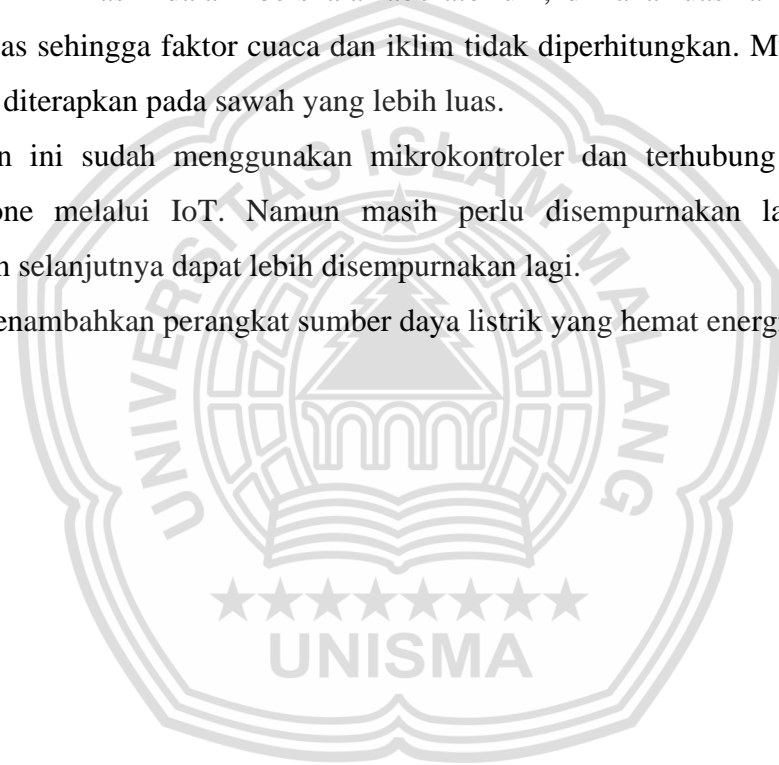 as sehingga faktor cuaca dan iklim tidak diperhitungkan. M
diterapkan pada sawah yang lebih luas.
n ini sudah menggunakan mikrokontroler dan terhubung
one melalui IoT. Namun masih perlu disempurnakan la
n selanjutnya dapat lebih disempurnakan lagi.
enambahkan perangkat sumber daya listrik yang hemat energi
UNIVERSITAS ISLAM MALANG
UNISMA